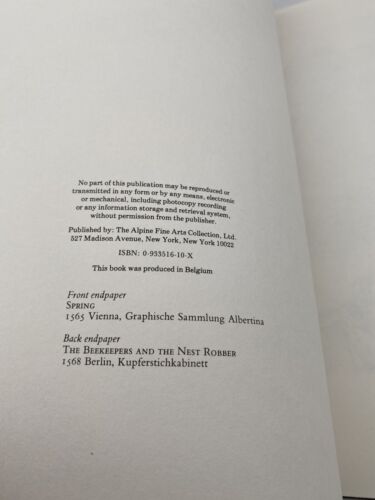 No part of this publication may be reproduced or
transmitted in any form or by any means, electronic
or mechanical, including photocopy recording
or any information storage and retrieval system,
without permission from the publisher.
Published by: The Alpine Fine Arts Collection, Ltd.
527 Madison Avenue, New York, New York 10022
ISBN: 0-933516-10-X
This book was produced in Belgium
Front endpaper
SPRING
1565 Vienna, Graphische Sammlung Albertina
Back endpaper
THE BEEKEEPERS AND THE NEST ROBBER
1568 Berlin, Kupferstichkabinett